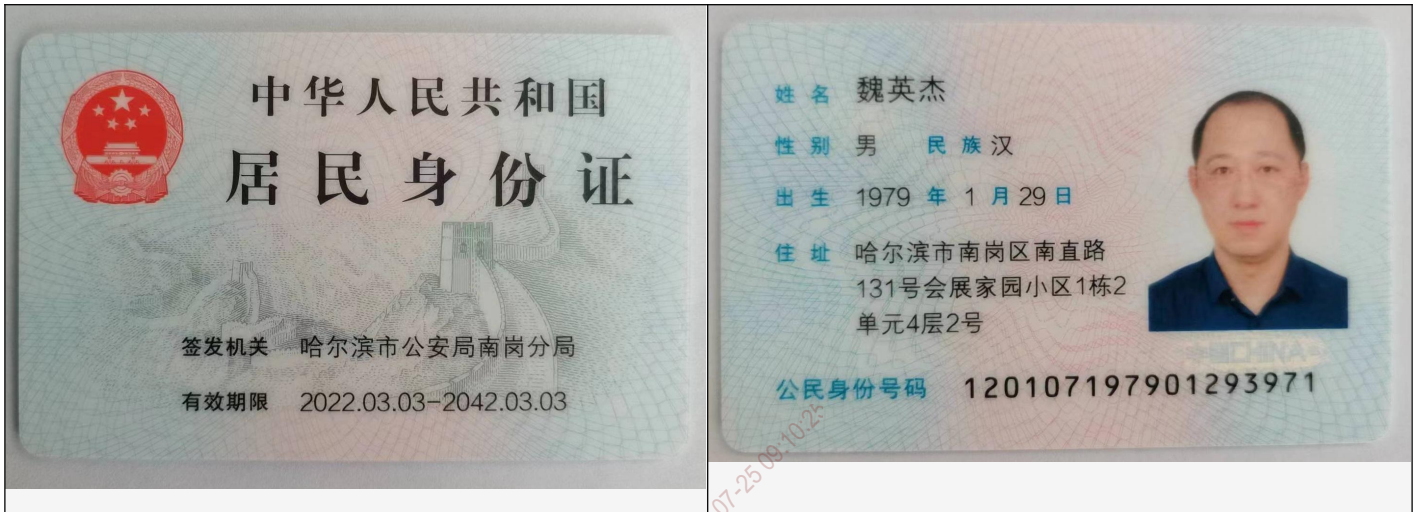 中华人民共和国
居民身份证
签发机关 哈尔滨市公安局南岗分局
有效期限 2022.03.03-2042.03.03
姓名 魏英杰
性别 男 民族 汉
出生 1979 年 1 月 29 日
住址 哈尔滨市南岗区南直路
131号会展家园小区1栋2
单元4层2号
公民身份号码 120107197901293971
CHINA